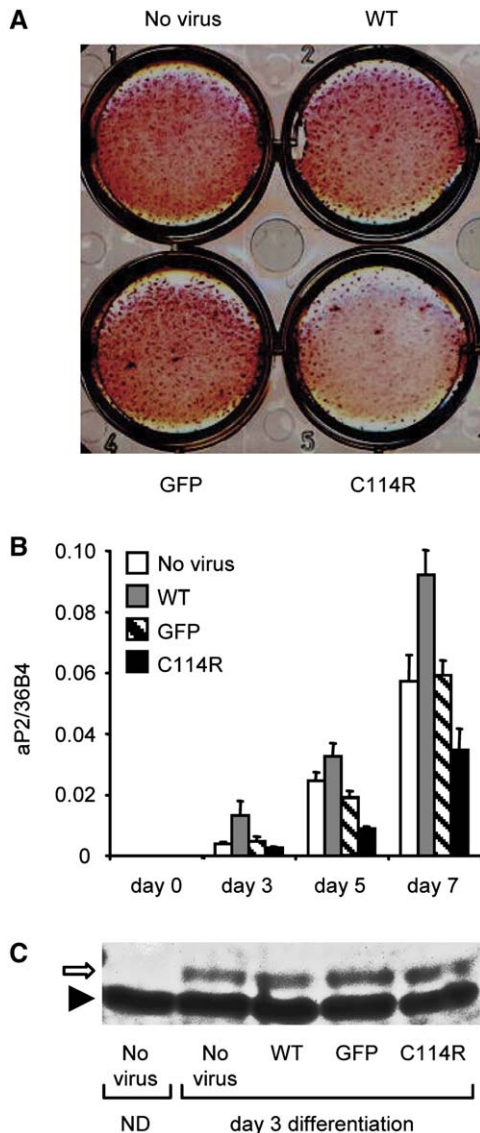 A
No virus
WT
1
2
4
5
GFP
C114R
B
aP2/36B4
0.10
0.08
0.06
0.04
0.02
0
No virus
WT
GFP
C114R
day 0
day 3
day 5
day 7
C
No virus
No virus
WT
GFP
C114R
ND
day 3 differentiation